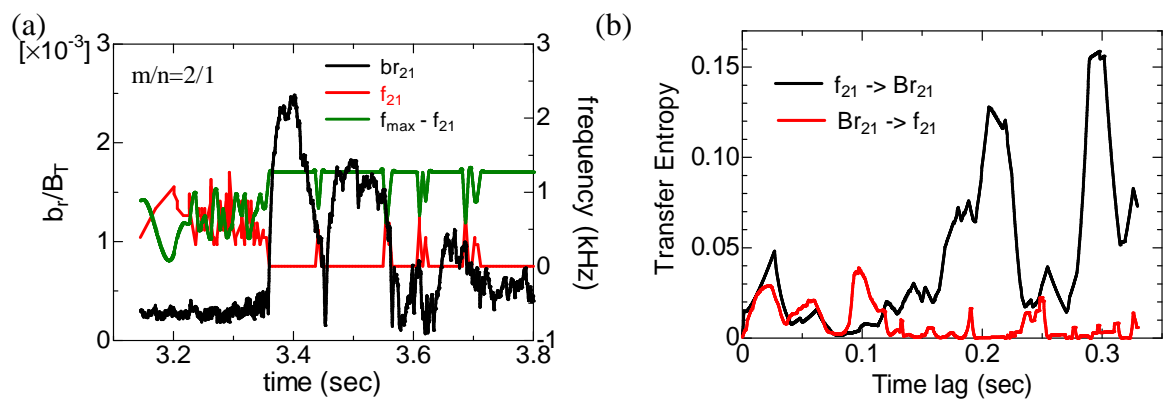 (a)
[×10-3]
3
2
1
0
br/BT
m/n=2/1
br21
f21
fmax - f21
3
2
1
0
-1
frequency (kHz)
3.2
3.4
3.6
3.8
time (sec)
(b)
0.15
0.10
0.05
0
Transfer Entropy
f21 -> Br21
Br21 -> f21
0
0.1
0.2
0.3
Time lag (sec)